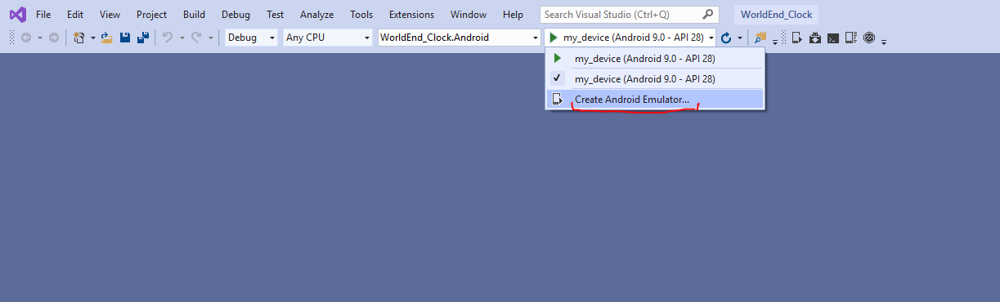 File Edit View Project Build Debug Test Analyze Tools Extensions Window Help Search Visual Studio (Ctrl+Q) WorldEnd_Clock
Debug Any CPU WorldEnd_Clock.Android my_device (Android 9.0 - API 28)
my_device (Android 9.0 - API 28)
my_device (Android 9.0 - API 28)
Create Android Emulator...